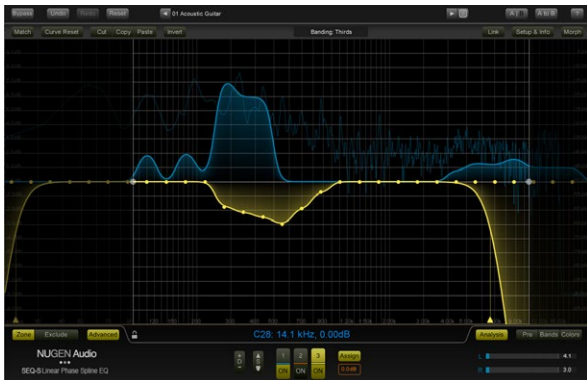 Bypass Undo Redo Reset 01 Acoustic Guitar A | B A to B ?
Match Curve Reset Cut Copy Paste Invert Banding: Thirds Link Setup & Info Morph
Zone Exclude Advanced C28: 14.1 kHz, 0.00dB Analysis Pre Bands Colors
NUGEN Audio
SEQ-S Linear Phase Spline EQ
1 2 3 Assign
ON ON ON 0.0dB
L 4.1
R 3.0